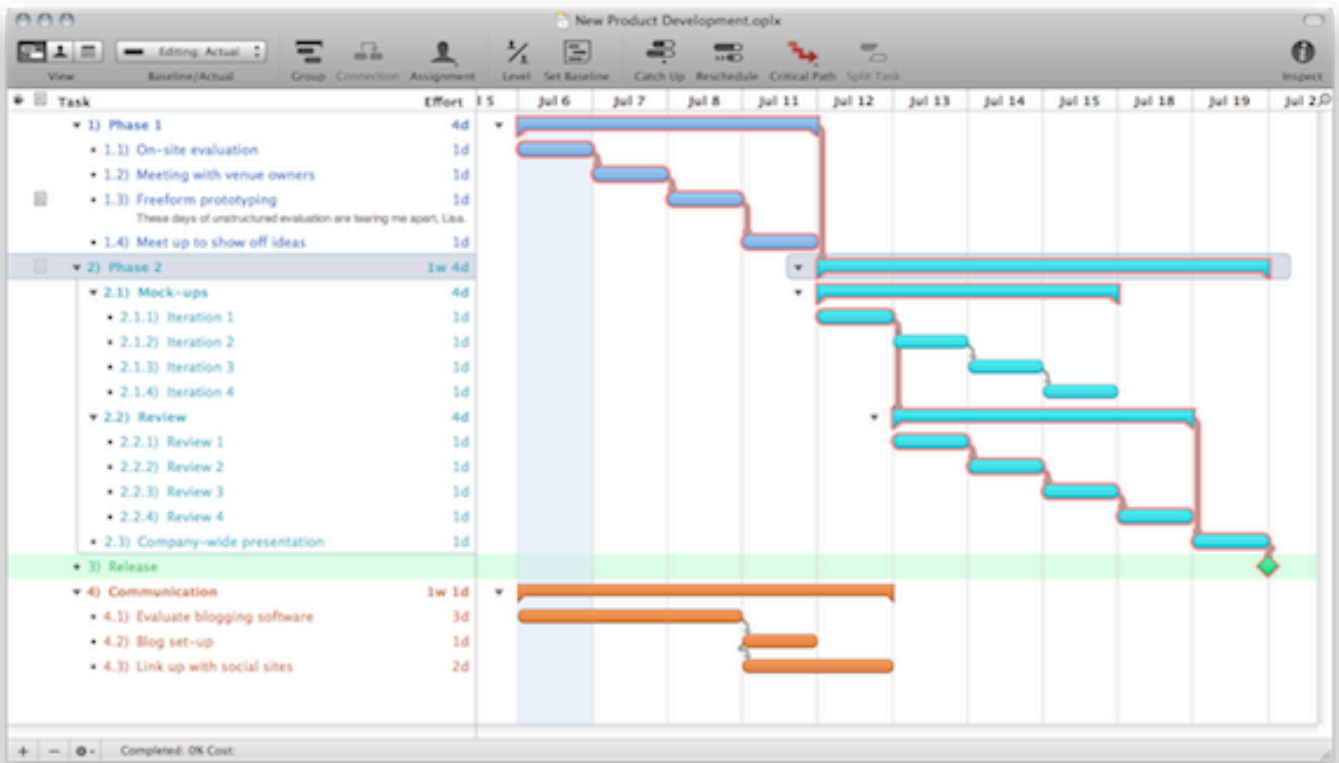 New Product Development.oplx
Editing: Actual
View Baseline/Actual Group Connection Assignment Level Set Baseline Catch Up Reschedule Critical Path Split Task Inspect
Task Effort l 5 Jul 6 Jul 7 Jul 8 Jul 11 Jul 12 Jul 13 Jul 14 Jul 15 Jul 18 Jul 19 Jul 2
1) Phase 1 4d
1.1) On-site evaluation 1d
1.2) Meeting with venue owners 1d
1.3) Freeform prototyping 1d
These days of unstructured evaluation are tearing me apart, Lisa.
1.4) Meet up to show off ideas 1d
2) Phase 2 1w 4d
2.1) Mock-ups 4d
2.1.1) Iteration 1 1d
2.1.2) Iteration 2 1d
2.1.3) Iteration 3 1d
2.1.4) Iteration 4 1d
2.2) Review 4d
2.2.1) Review 1 1d
2.2.2) Review 2 1d
2.2.3) Review 3 1d
2.2.4) Review 4 1d
2.3) Company-wide presentation 1d
3) Release
4) Communication 1w 1d
4.1) Evaluate blogging software 3d
4.2) Blog set-up 1d
4.3) Link up with social sites 2d
Completed: 0% Cost: